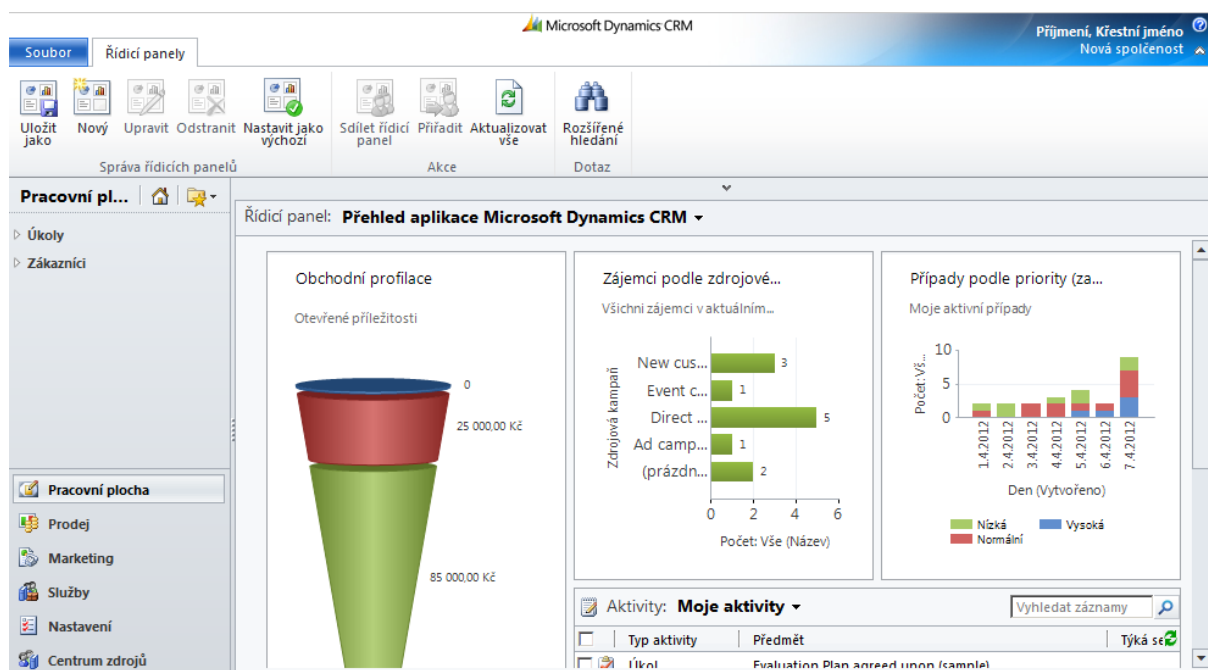 Microsoft Dynamics CRM
Příjmení, Křestní jméno
Nová spolčenost
Soubor
Řídicí panely
Uložit jako
Nový
Upravit
Odstranit
Nastavit jako výchozí
Sdílet řídicí panel
Přiřadit
Aktualizovat vše
Rozšířené hledání
Správa řídicích panelů
Akce
Dotaz
Pracovní pl...
Úkoly
Zákazníci
Pracovní plocha
Prodej
Marketing
Služby
Nastavení
Centrum zdrojů
Řídicí panel: Přehled aplikace Microsoft Dynamics CRM
Obchodní profilace
Otevřené příležitosti
0
25 000,00 Kč
85 000,00 Kč
Zájemci podle zdrojové...
Všichni zájemci v aktuálním...
Zdrojová kampaň
New cus... 3
Event c... 1
Direct ... 5
Ad camp... 1
(prázdn... 2
0 2 4 6
Počet: Vše (Název)
Případy podle priority (za...
Moje aktivní případy
Počet: Vš...
10
5
0
1.4.2012 2.4.2012 3.4.2012 4.4.2012 5.4.2012 6.4.2012 7.4.2012
Den (Vytvořeno)
Nízká Vysoká
Normální
Aktivity: Moje aktivity
Vyhledat záznamy
Typ aktivity Předmět Týká se
Úkol Evaluation Plan agreed upon (sample)